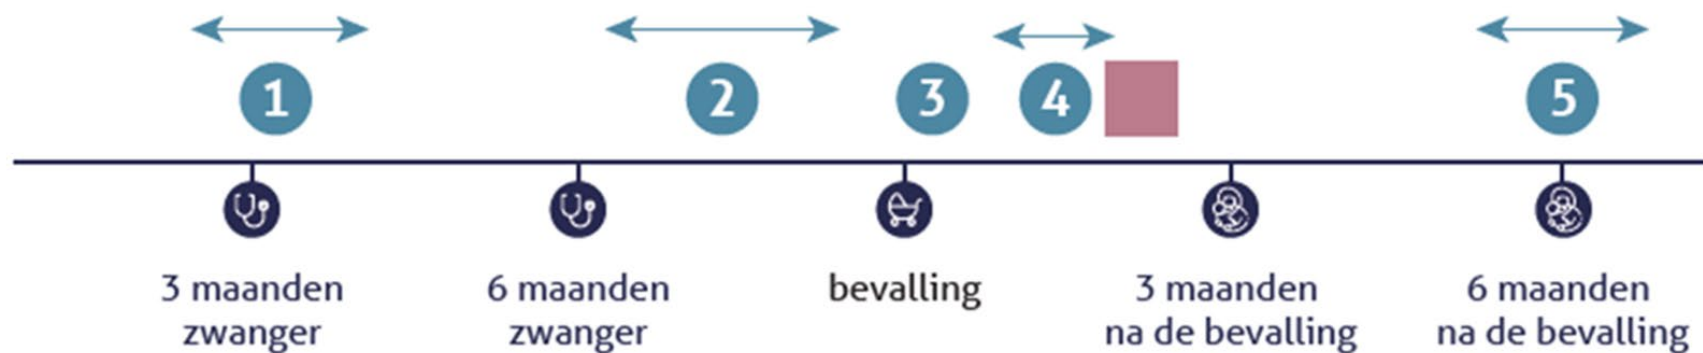 1
2
3
4
5
3 maanden
zwanger
6 maanden
zwanger
bevalling
3 maanden
na de bevalling
6 maanden
na de bevalling